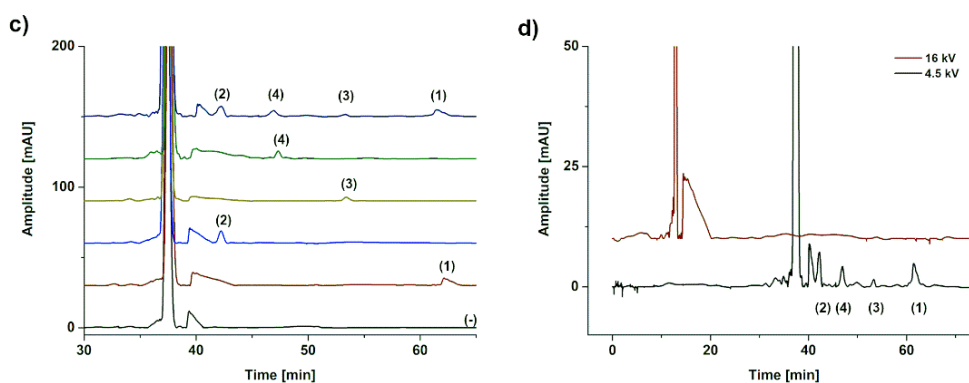 c)
200
100
0
Amplitude [mAU]
(2) (4) (3) (1)
(4)
(3)
(2)
(1)
(-)
30 40 50 60
Time [min]
d)
50
25
0
Amplitude [mAU]
16 kV
4.5 kV
(2) (4) (3) (1)
0 20 40 60
Time [min]